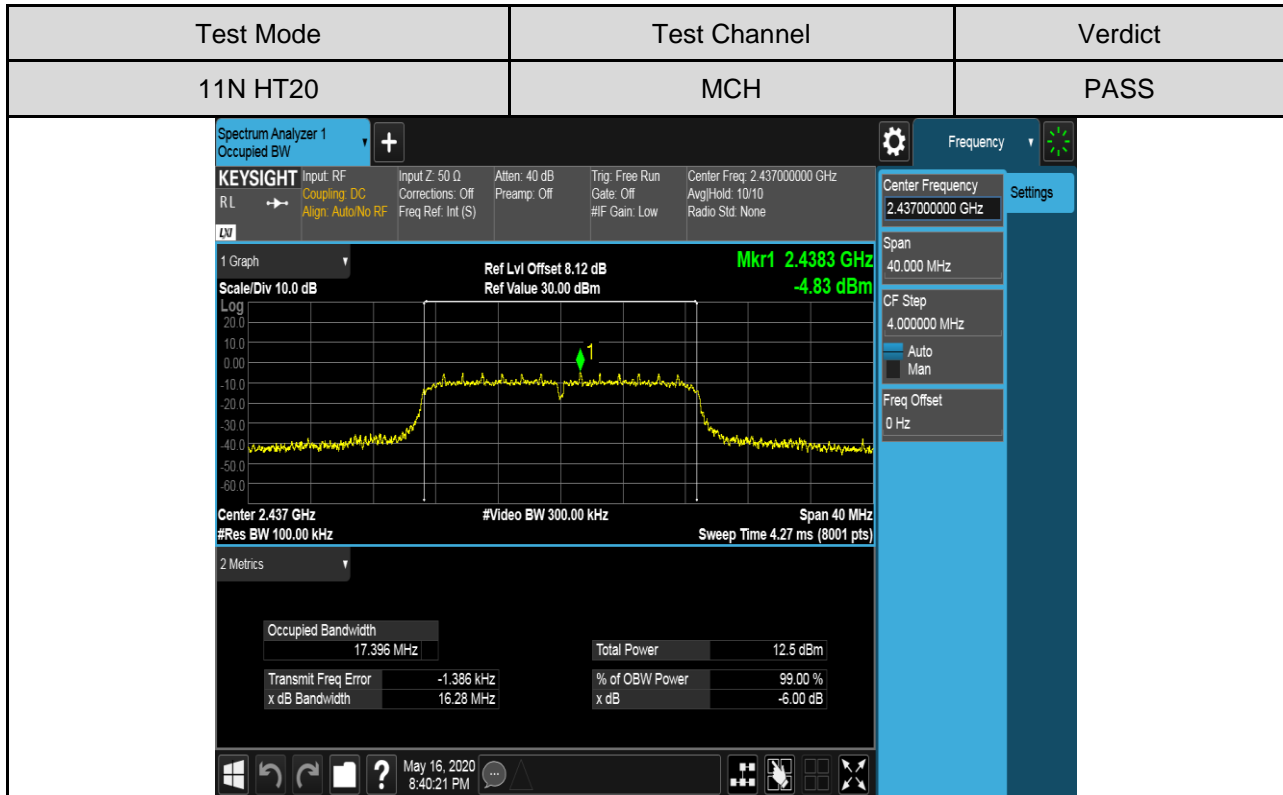 Test Mode Test Channel Verdict
11N HT20 MCH PASS
Spectrum Analyzer 1
Occupied BW
+
Frequency
KEYSIGHT
RL
LXI
Input: RF
Coupling: DC
Align: Auto/No RF
Input Z: 50 Ω
Corrections: Off
Freq Ref: Int (S)
Atten: 40 dB
Preamp: Off
Trig: Free Run
Gate: Off
#IF Gain: Low
Center Freq: 2.437000000 GHz
Avg|Hold: 10/10
Radio Std: None
Center Frequency
2.437000000 GHz
Settings
Span
40.000 MHz
CF Step
4.000000 MHz
Auto
Man
Freq Offset
0 Hz
1 Graph
Scale/Div 10.0 dB
Ref Lvl Offset 8.12 dB
Ref Value 30.00 dBm
Mkr1 2.4383 GHz
-4.83 dBm
Log
20.0
10.0
0.00
-10.0
-20.0
-30.0
-40.0
-50.0
-60.0
1
Center 2.437 GHz #Video BW 300.00 kHz Span 40 MHz
#Res BW 100.00 kHz Sweep Time 4.27 ms (8001 pts)
2 Metrics
Occupied Bandwidth
17.396 MHz
Total Power 12.5 dBm
Transmit Freq Error -1.386 kHz % of OBW Power 99.00 %
x dB Bandwidth 16.28 MHz x dB -6.00 dB
?
May 16, 2020
8:40:21 PM